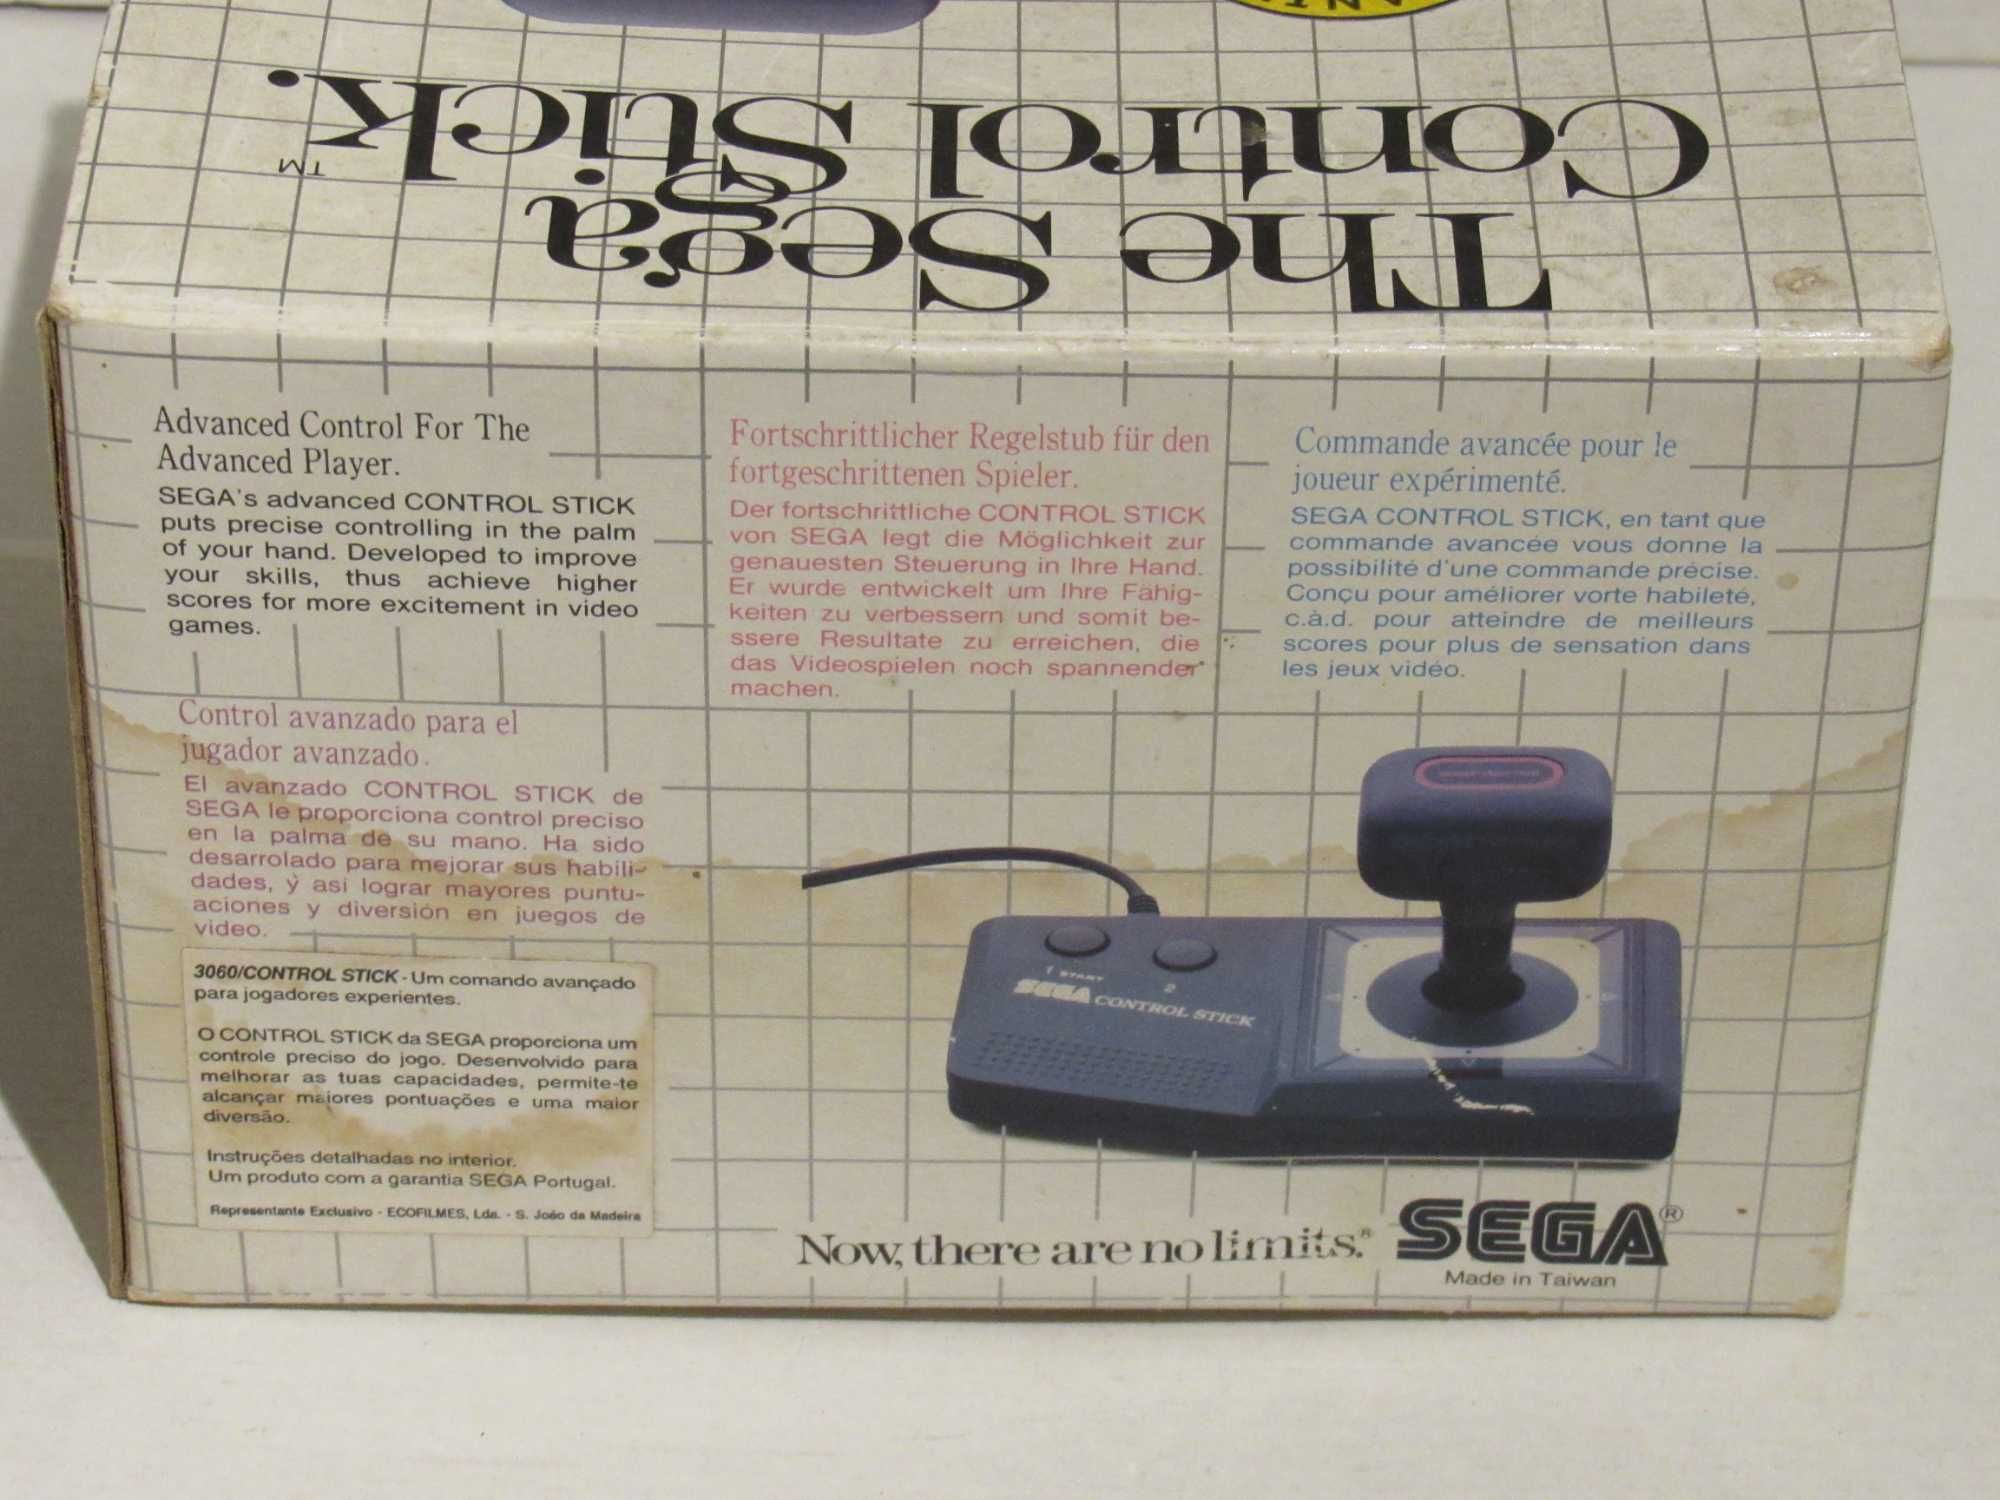 The Sega
Control Stick.™
Advanced Control For The
Advanced Player.
SEGA's advanced CONTROL STICK
puts precise controlling in the palm
of your hand. Developed to improve
your skills, thus achieve higher
scores for more excitement in video
games.
Fortschrittlicher Regelstub für den
fortgeschrittenen Spieler.
Der fortschrittliche CONTROL STICK
von SEGA legt die Möglichkeit zur
genauesten Steuerung in Ihre Hand.
Er wurde entwickelt um Ihre Fähig-
keiten zu verbessern und somit be-
ssere Resultate zu erreichen, die
das Videospielen noch spannender
machen.
Commande avancée pour le
joueur expérimenté.
SEGA CONTROL STICK, en tant que
commande avancée vous donne la
possibilité d'une commande précise.
Conçu pour améliorer vorte habileté,
c.à.d. pour atteindre de meilleurs
scores pour plus de sensation dans
les jeux vidéo.
Control avanzado para el
jugador avanzado.
El avanzado CONTROL STICK de
SEGA le proporciona control preciso
en la palma de su mano. Ha sido
desarrolado para mejorar sus habili-
dades, ý asi lograr mayores puntu-
aciones y diversión en juegos de
video.
3060/CONTROL STICK - Um comando avançado
para jogadores experientes.
O CONTROL STICK da SEGA proporciona um
controle preciso do jogo. Desenvolvido para
melhorar as tuas capacidades, permite-te
alcançar maiores pontuações e uma maior
diversão.
Instruções detalhadas no interior.
Um produto com a garantia SEGA Portugal.
Representante Exclusivo - ECOFILMES, Lda. - S. João da Madeira
1 START 2
SEGA CONTROL STICK
Now, there are no limits.®
SEGA®
Made in Taiwan